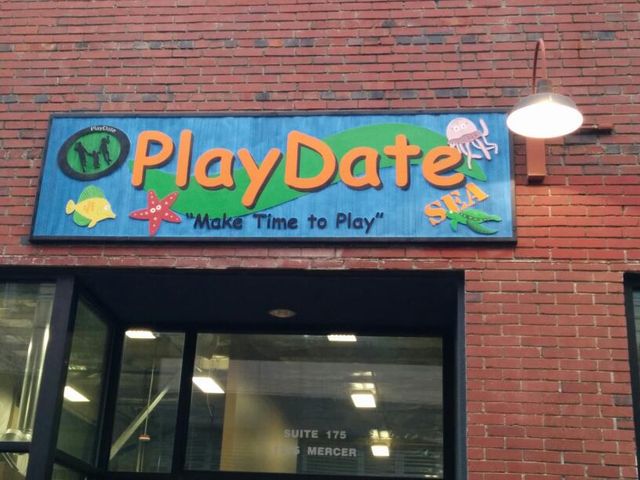 PlayDate
PlayDate
SEA
"Make Time to Play"
SUITE 175
MERCER